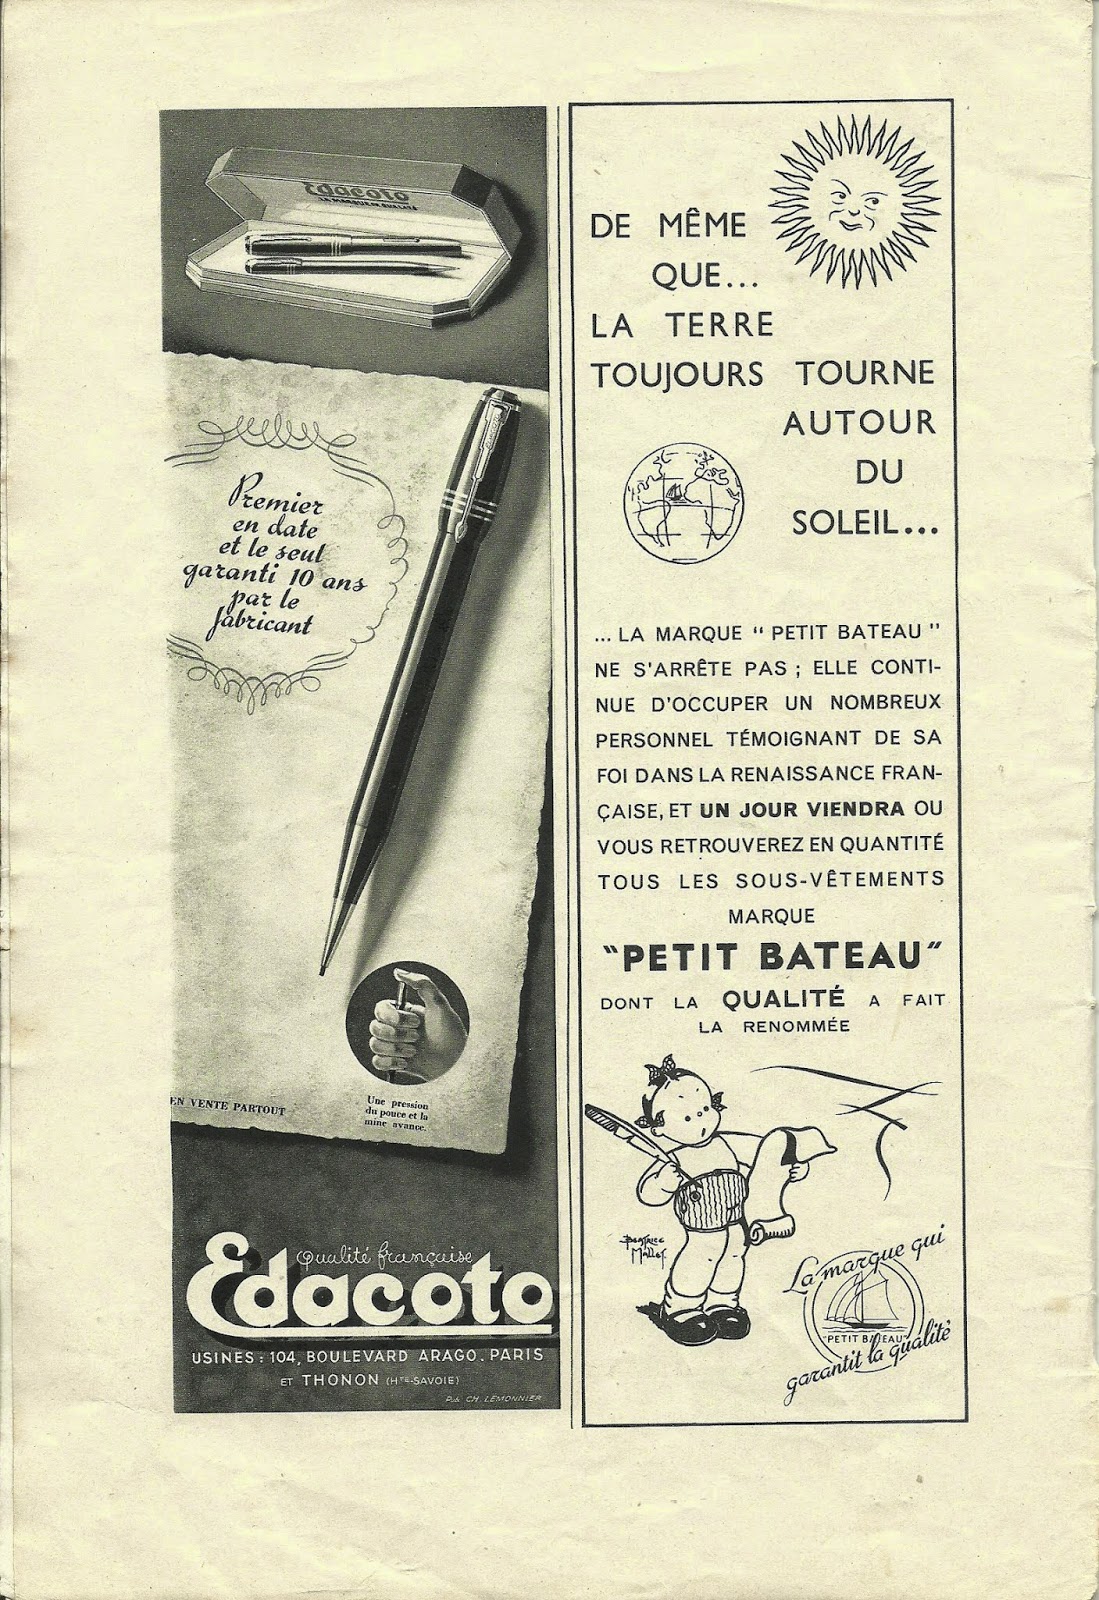 Edacoto
LA MARQUE DE QUALITÉ
Premier
en date
et le seul
garanti 10 ans
par le
fabricant
EN VENTE PARTOUT
Une pression
du pouce et la
mine avance.
Qualité française
Edacoto
USINES : 104, BOULEVARD ARAGO. PARIS
ET THONON (HTE-SAVOIE)
Pub. CH. LEMONNIER
DE MÊME
QUE...
LA TERRE
TOUJOURS TOURNE
AUTOUR
DU
SOLEIL...
... LA MARQUE " PETIT BATEAU "
NE S'ARRÊTE PAS ; ELLE CONTI-
NUE D'OCCUPER UN NOMBREUX
PERSONNEL TÉMOIGNANT DE SA
FOI DANS LA RENAISSANCE FRAN-
ÇAISE, ET UN JOUR VIENDRA OU
VOUS RETROUVEREZ EN QUANTITÉ
TOUS LES SOUS-VÊTEMENTS
MARQUE
"PETIT BATEAU"
DONT LA QUALITÉ A FAIT
LA RENOMMÉE
Beatrice
Mallet
La marque qui
"PETIT BATEAU"
garantit la qualité